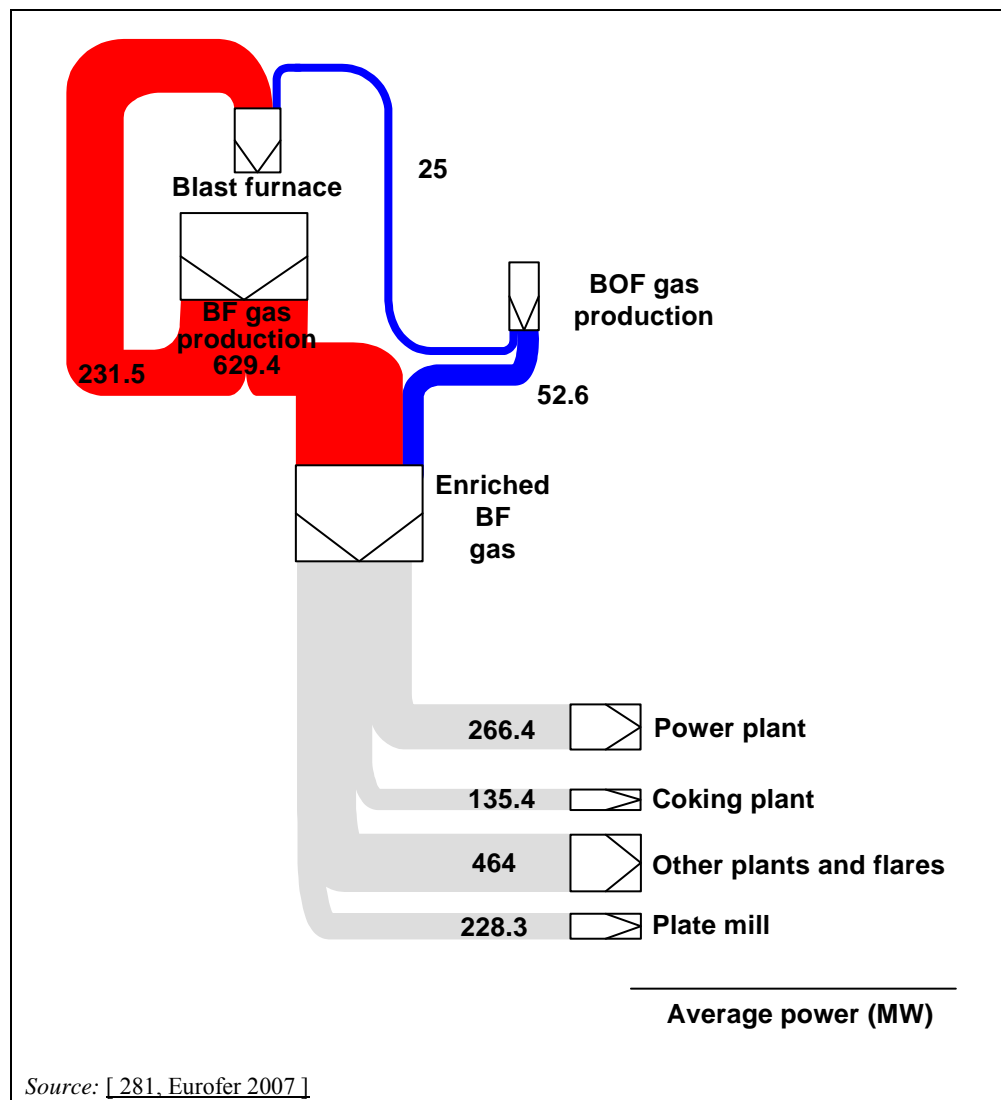 25
Blast furnace
BOF gas
production
BF gas
production
629.4
231.5
52.6
Enriched
BF
gas
266.4
Power plant
135.4
Coking plant
464
Other plants and flares
228.3
Plate mill
Average power (MW)
Source: [ 281, Eurofer 2007 ]